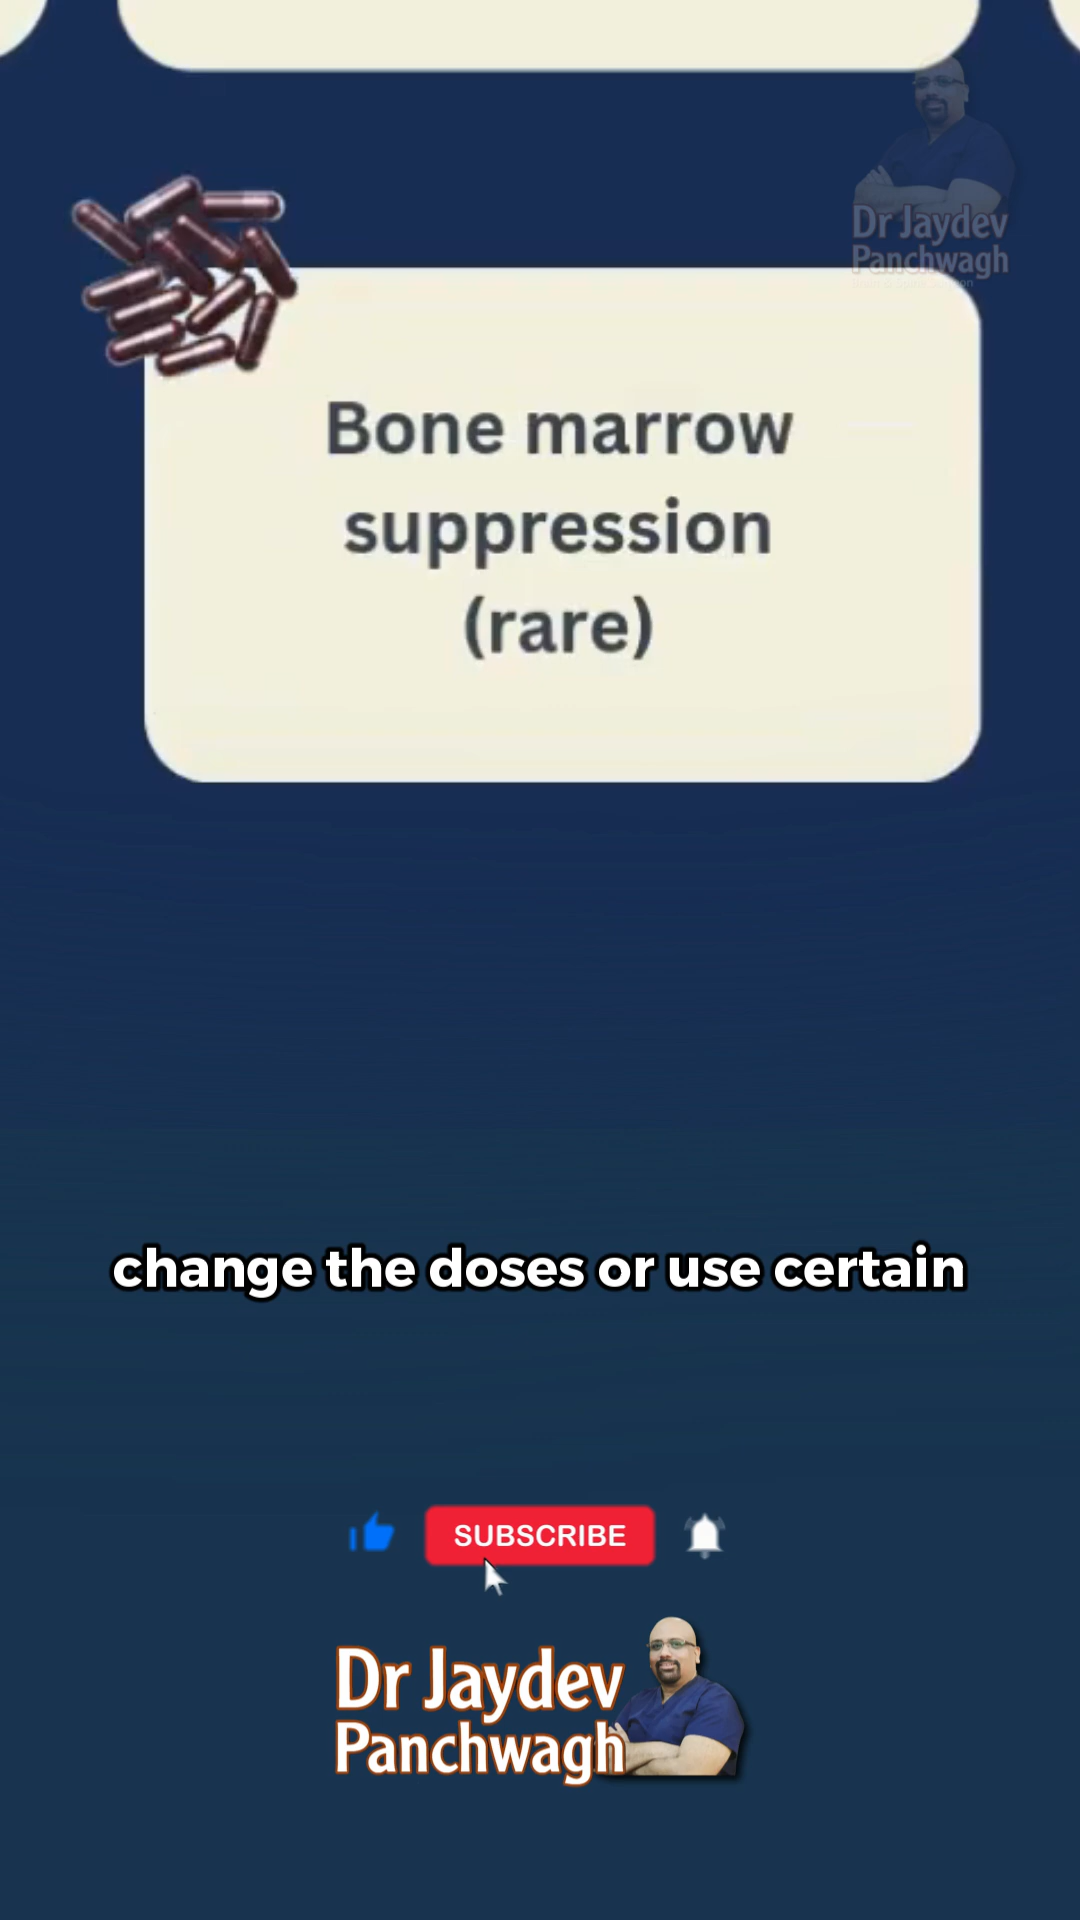 Dr Jaydev
Panchwagh
Bone marrow
suppression
(rare)
change the doses or use certain
SUBSCRIBE
Dr Jaydev
Panchwagh